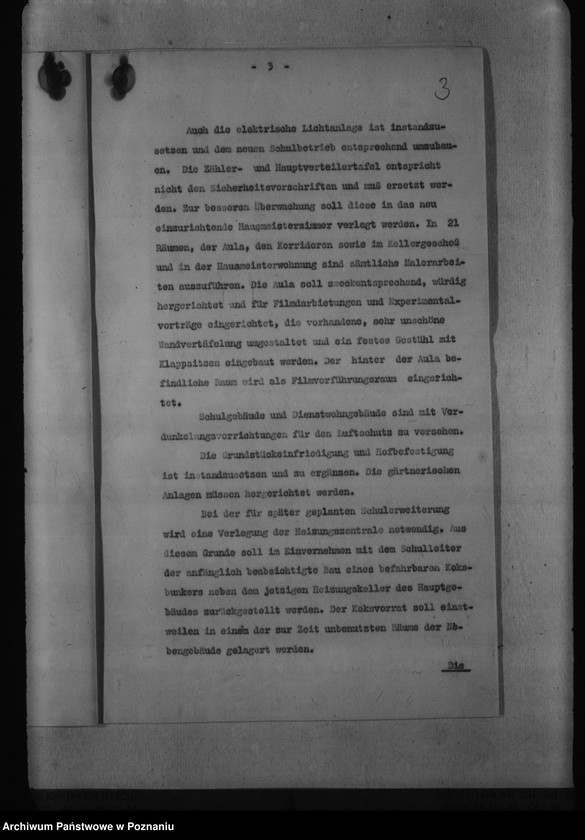 - 3 -
3
Auch die elektrische Lichtanlage ist instandzu-
setzen und dem neuen Schulbetrieb entsprechend umzubau-
en. Die Zähler- und Hauptverteilertafel entspricht
nicht den Sicherheitsvorschriften und muß ersetzt wer-
den. Zur besseren Überwachung soll diese in das neu
einzurichtende Hausmeisterzimmer verlegt werden. In 21
Räumen, der Aula, den Korridoren sowie im Kellergeschoß
und in der Hausmeisterwohnung sind sämtliche Malerarbei-
ten auszuführen. Die Aula soll zweckentsprechend, würdig
hergerichtet und für Filmdarbietungen und Experimental-
vorträge eingerichtet, die vorhandene, sehr unschöne
Wandvertäfelung umgestaltet und ein festes Gestühl mit
Klappsitzen eingebaut werden. Der hinter der Aula be-
findliche Raum wird als Filmvorführungsraum eingerich-
tet.
Schulgebäude und Dienstwohngebäude sind mit Ver-
dunkelungsvorrichtungen für den Luftschutz zu versehen.
Die Grundstückseinfriedigung und Hofbefestigung
ist instandzusetzen und zu ergänzen. Die gärtnerischen
Anlagen müssen hergerichtet werden.
Bei der für später geplanten Schulerweiterung
wird eine Verlegung der Heizungszentrale notwendig. Aus
diesem Grunde soll im Einvernehmen mit dem Schulleiter
der anfänglich beabsichtigte Bau eines befahrbaren Koks-
bunkers neben dem jetzigen Heizungskeller des Hauptge-
bäudes zurückgestellt werden. Der Koksvorrat soll einst-
weilen in einem der zur Zeit unbenutzten Räume der Ne-
bengebäude gelagert werden.
Die
Archiwum Państwowe w Poznaniu